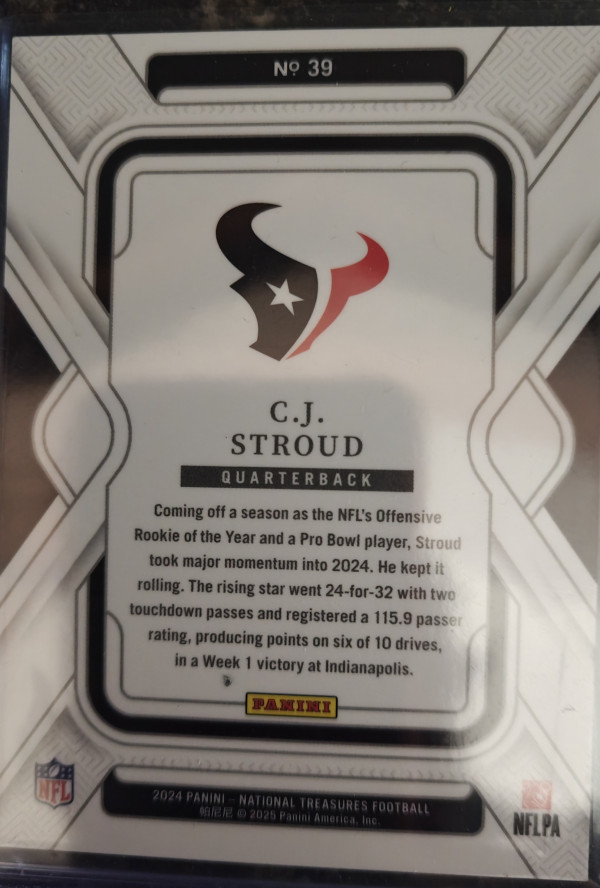 Nº 39
C.J.
STROUD
QUARTERBACK
Coming off a season as the NFL's Offensive
Rookie of the Year and a Pro Bowl player, Stroud
took major momentum into 2024. He kept it
rolling. The rising star went 24-for-32 with two
touchdown passes and registered a 115.9 passer
rating, producing points on six of 10 drives,
in a Week 1 victory at Indianapolis.
PANINI
NFL
2024 PANINI – NATIONAL TREASURES FOOTBALL
帕尼尼 © 2025 Panini America, Inc.
NFLPA